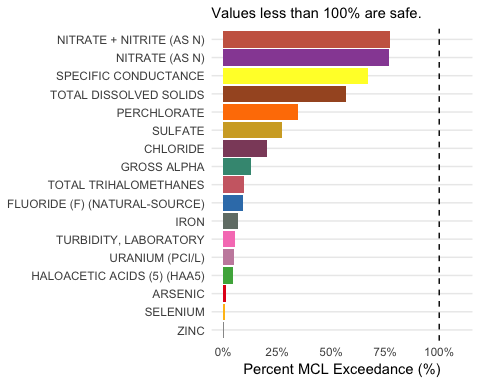 Values less than 100% are safe.
NITRATE + NITRITE (AS N)
NITRATE (AS N)
SPECIFIC CONDUCTANCE
TOTAL DISSOLVED SOLIDS
PERCHLORATE
SULFATE
CHLORIDE
GROSS ALPHA
TOTAL TRIHALOMETHANES
FLUORIDE (F) (NATURAL-SOURCE)
IRON
TURBIDITY, LABORATORY
URANIUM (PCI/L)
HALOACETIC ACIDS (5) (HAA5)
ARSENIC
SELENIUM
ZINC
0% 25% 50% 75% 100%
Percent MCL Exceedance (%)